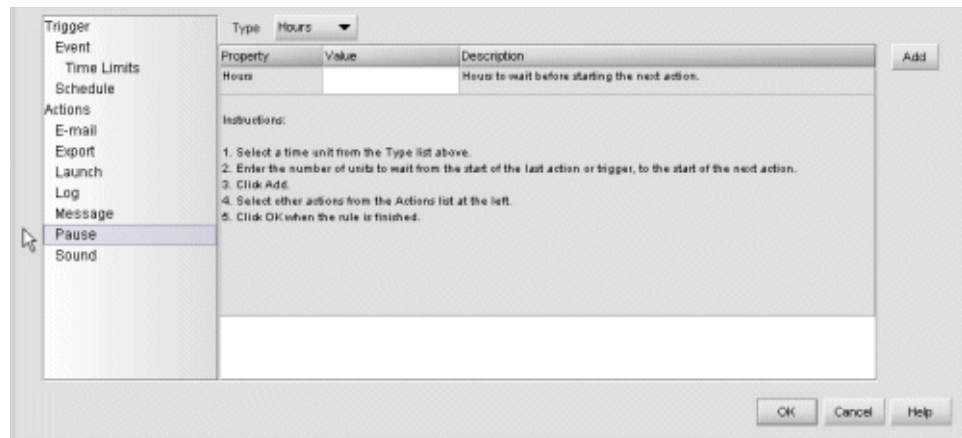 Trigger
Event
Time Limits
Schedule
Actions
E-mail
Export
Launch
Log
Message
Pause
Sound
Type Hours
Property Value Description
Hours Hours to wait before starting the next action.
Instructions:
1. Select a time unit from the Type list above.
2. Enter the number of units to wait from the start of the last action or trigger, to the start of the next action.
3. Click Add.
4. Select other actions from the Actions list at the left.
5. Click OK when the rule is finished.
Add
OK Cancel Help